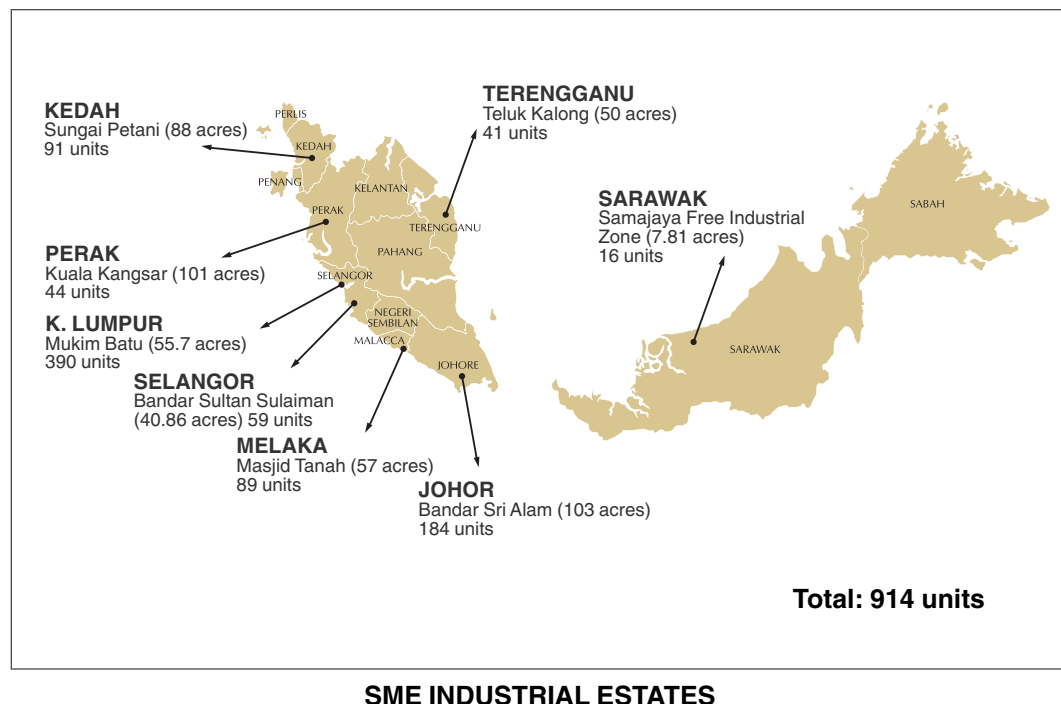 KEDAH
Sungai Petani (88 acres)
91 units
TERENGGANU
Teluk Kalong (50 acres)
41 units
SARAWAK
Samajaya Free Industrial
Zone (7.81 acres)
16 units
PERAK
Kuala Kangsar (101 acres)
44 units
K. LUMPUR
Mukim Batu (55.7 acres)
390 units
SELANGOR
Bandar Sultan Sulaiman
(40.86 acres) 59 units
MELAKA
Masjid Tanah (57 acres)
89 units
JOHOR
Bandar Sri Alam (103 acres)
184 units
PERLIS
KEDAH
PENANG
KELANTAN
PERAK
TERENGGANU
PAHANG
SELANGOR
NEGERI
SEMBILAN
MALACCA
JOHORE
SABAH
SARAWAK
Total: 914 units
SME INDUSTRIAL ESTATES